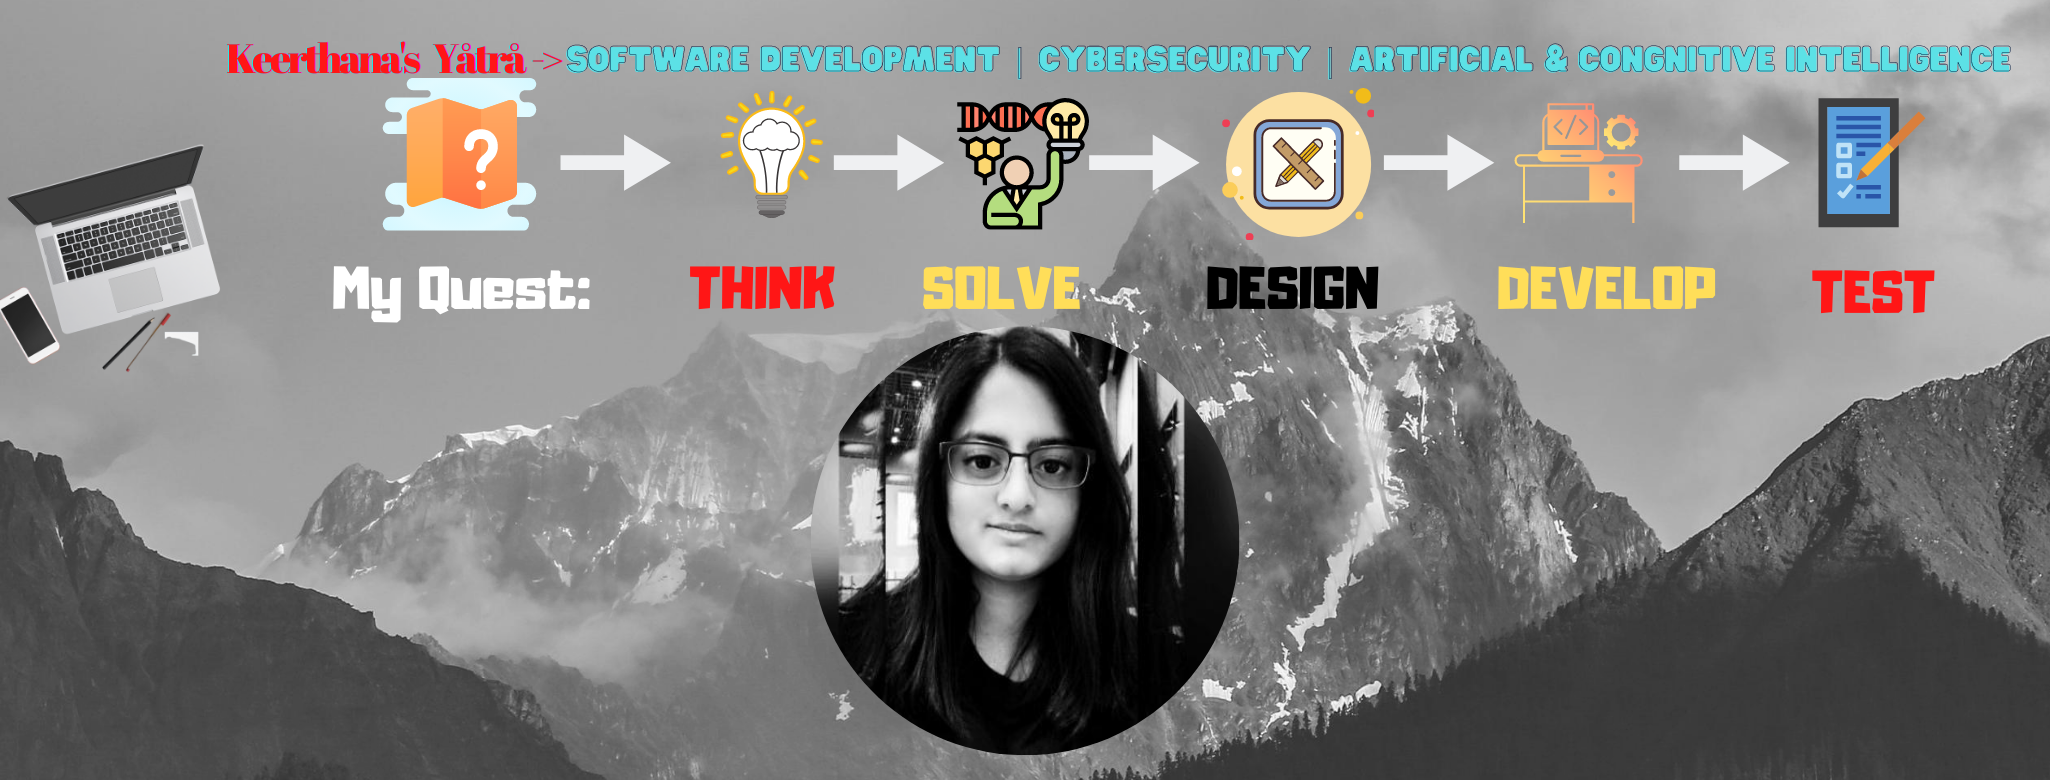 Keerthana's Yåtrå -> SOFTWARE DEVELOPMENT | CYBERSECURITY | ARTIFICIAL & CONGNITIVE INTELLIGENCE
?
</>
My Quest: THINK SOLVE DESIGN DEVELOP TEST